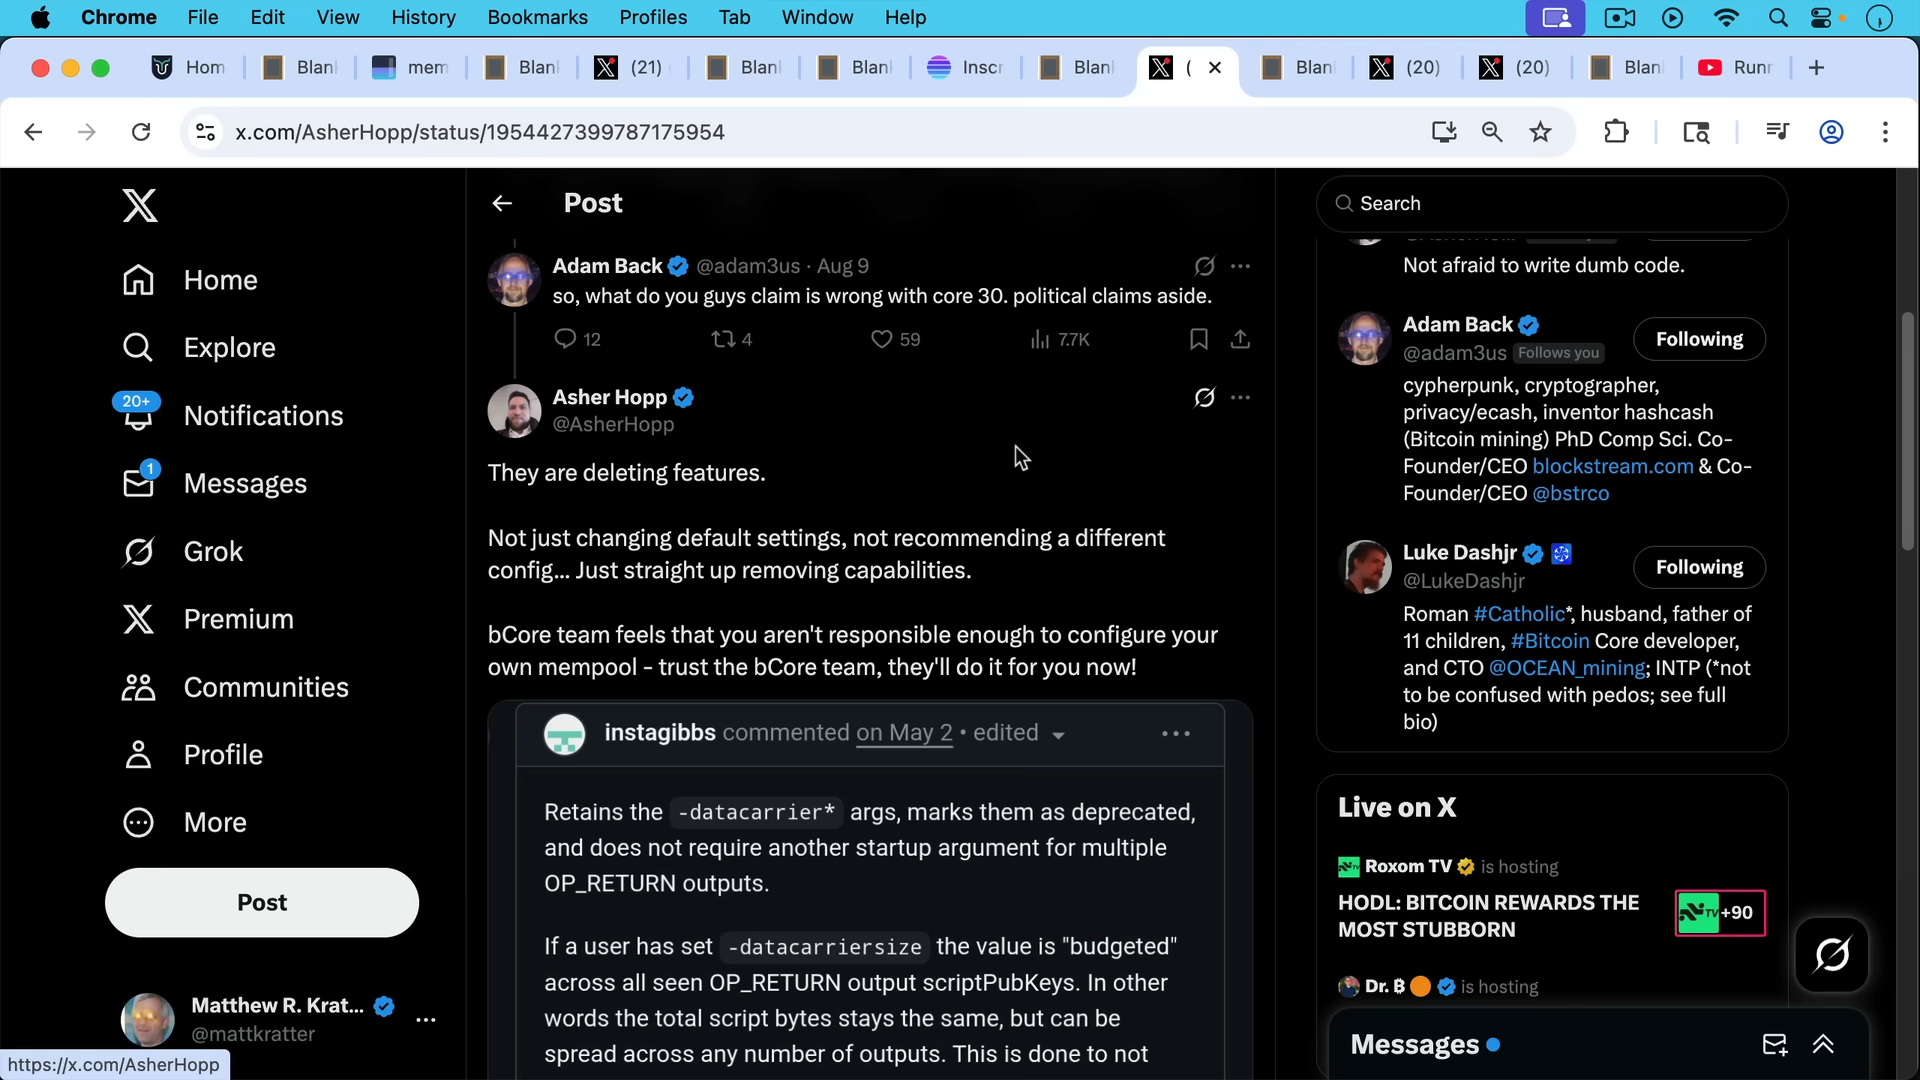 Chrome File Edit View History Bookmarks Profiles Tab Window Help
Hom Blan mem Blan (21) Blan Blan Inscr Blan ( Blan (20) (20) Blan Runr
x.com/AsherHopp/status/1954427399787175954
Home
Explore
20+
Notifications
1
Messages
Grok
Premium
Communities
Profile
More
Post
Matthew R. Krat...
@mattkratter
https://x.com/AsherHopp
Post
Adam Back @adam3us · Aug 9
so, what do you guys claim is wrong with core 30. political claims aside.
12 4 59 7.7K
Asher Hopp
@AsherHopp
They are deleting features.
Not just changing default settings, not recommending a different
config... Just straight up removing capabilities.
bCore team feels that you aren't responsible enough to configure your
own mempool - trust the bCore team, they'll do it for you now!
instagibbs commented on May 2 • edited
Retains the -datacarrier* args, marks them as deprecated,
and does not require another startup argument for multiple
OP_RETURN outputs.
If a user has set -datacarriersize the value is "budgeted"
across all seen OP_RETURN output scriptPubKeys. In other
words the total script bytes stays the same, but can be
spread across any number of outputs. This is done to not
Search
Not afraid to write dumb code.
Adam Back
@adam3us Follows you
Following
cypherpunk, cryptographer,
privacy/ecash, inventor hashcash
(Bitcoin mining) PhD Comp Sci. Co-
Founder/CEO blockstream.com & Co-
Founder/CEO @bstrco
Luke Dashjr
@LukeDashjr
Following
Roman #Catholic*, husband, father of
11 children, #Bitcoin Core developer,
and CTO @OCEAN_mining; INTP (*not
to be confused with pedos; see full
bio)
Live on X
Roxom TV is hosting
HODL: BITCOIN REWARDS THE
MOST STUBBORN
TV +90
Dr. ₿ is hosting
Messages